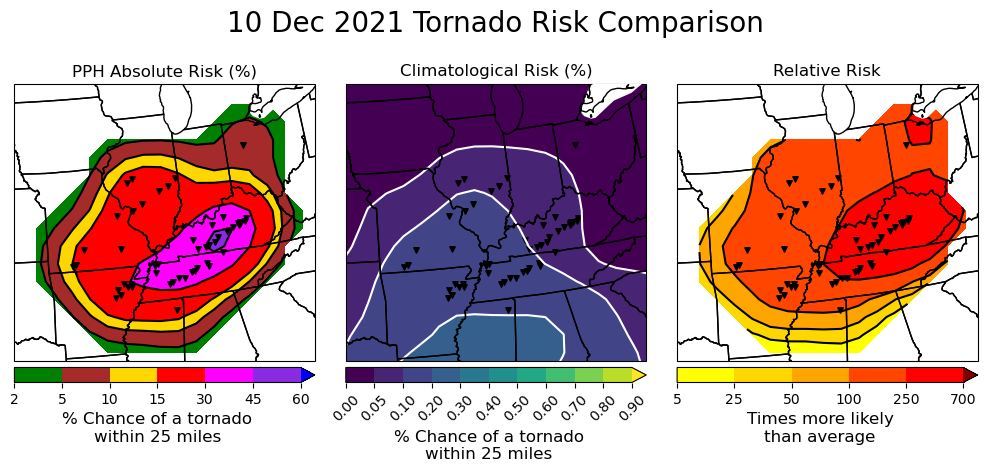 10 Dec 2021 Tornado Risk Comparison
PPH Absolute Risk (%)
Climatological Risk (%)
Relative Risk
2 5 10 15 30 45 60
0.00 0.05 0.10 0.20 0.30 0.40 0.50 0.60 0.70 0.80 0.90
5 25 50 100 250 700
% Chance of a tornado
within 25 miles
% Chance of a tornado
within 25 miles
Times more likely
than average